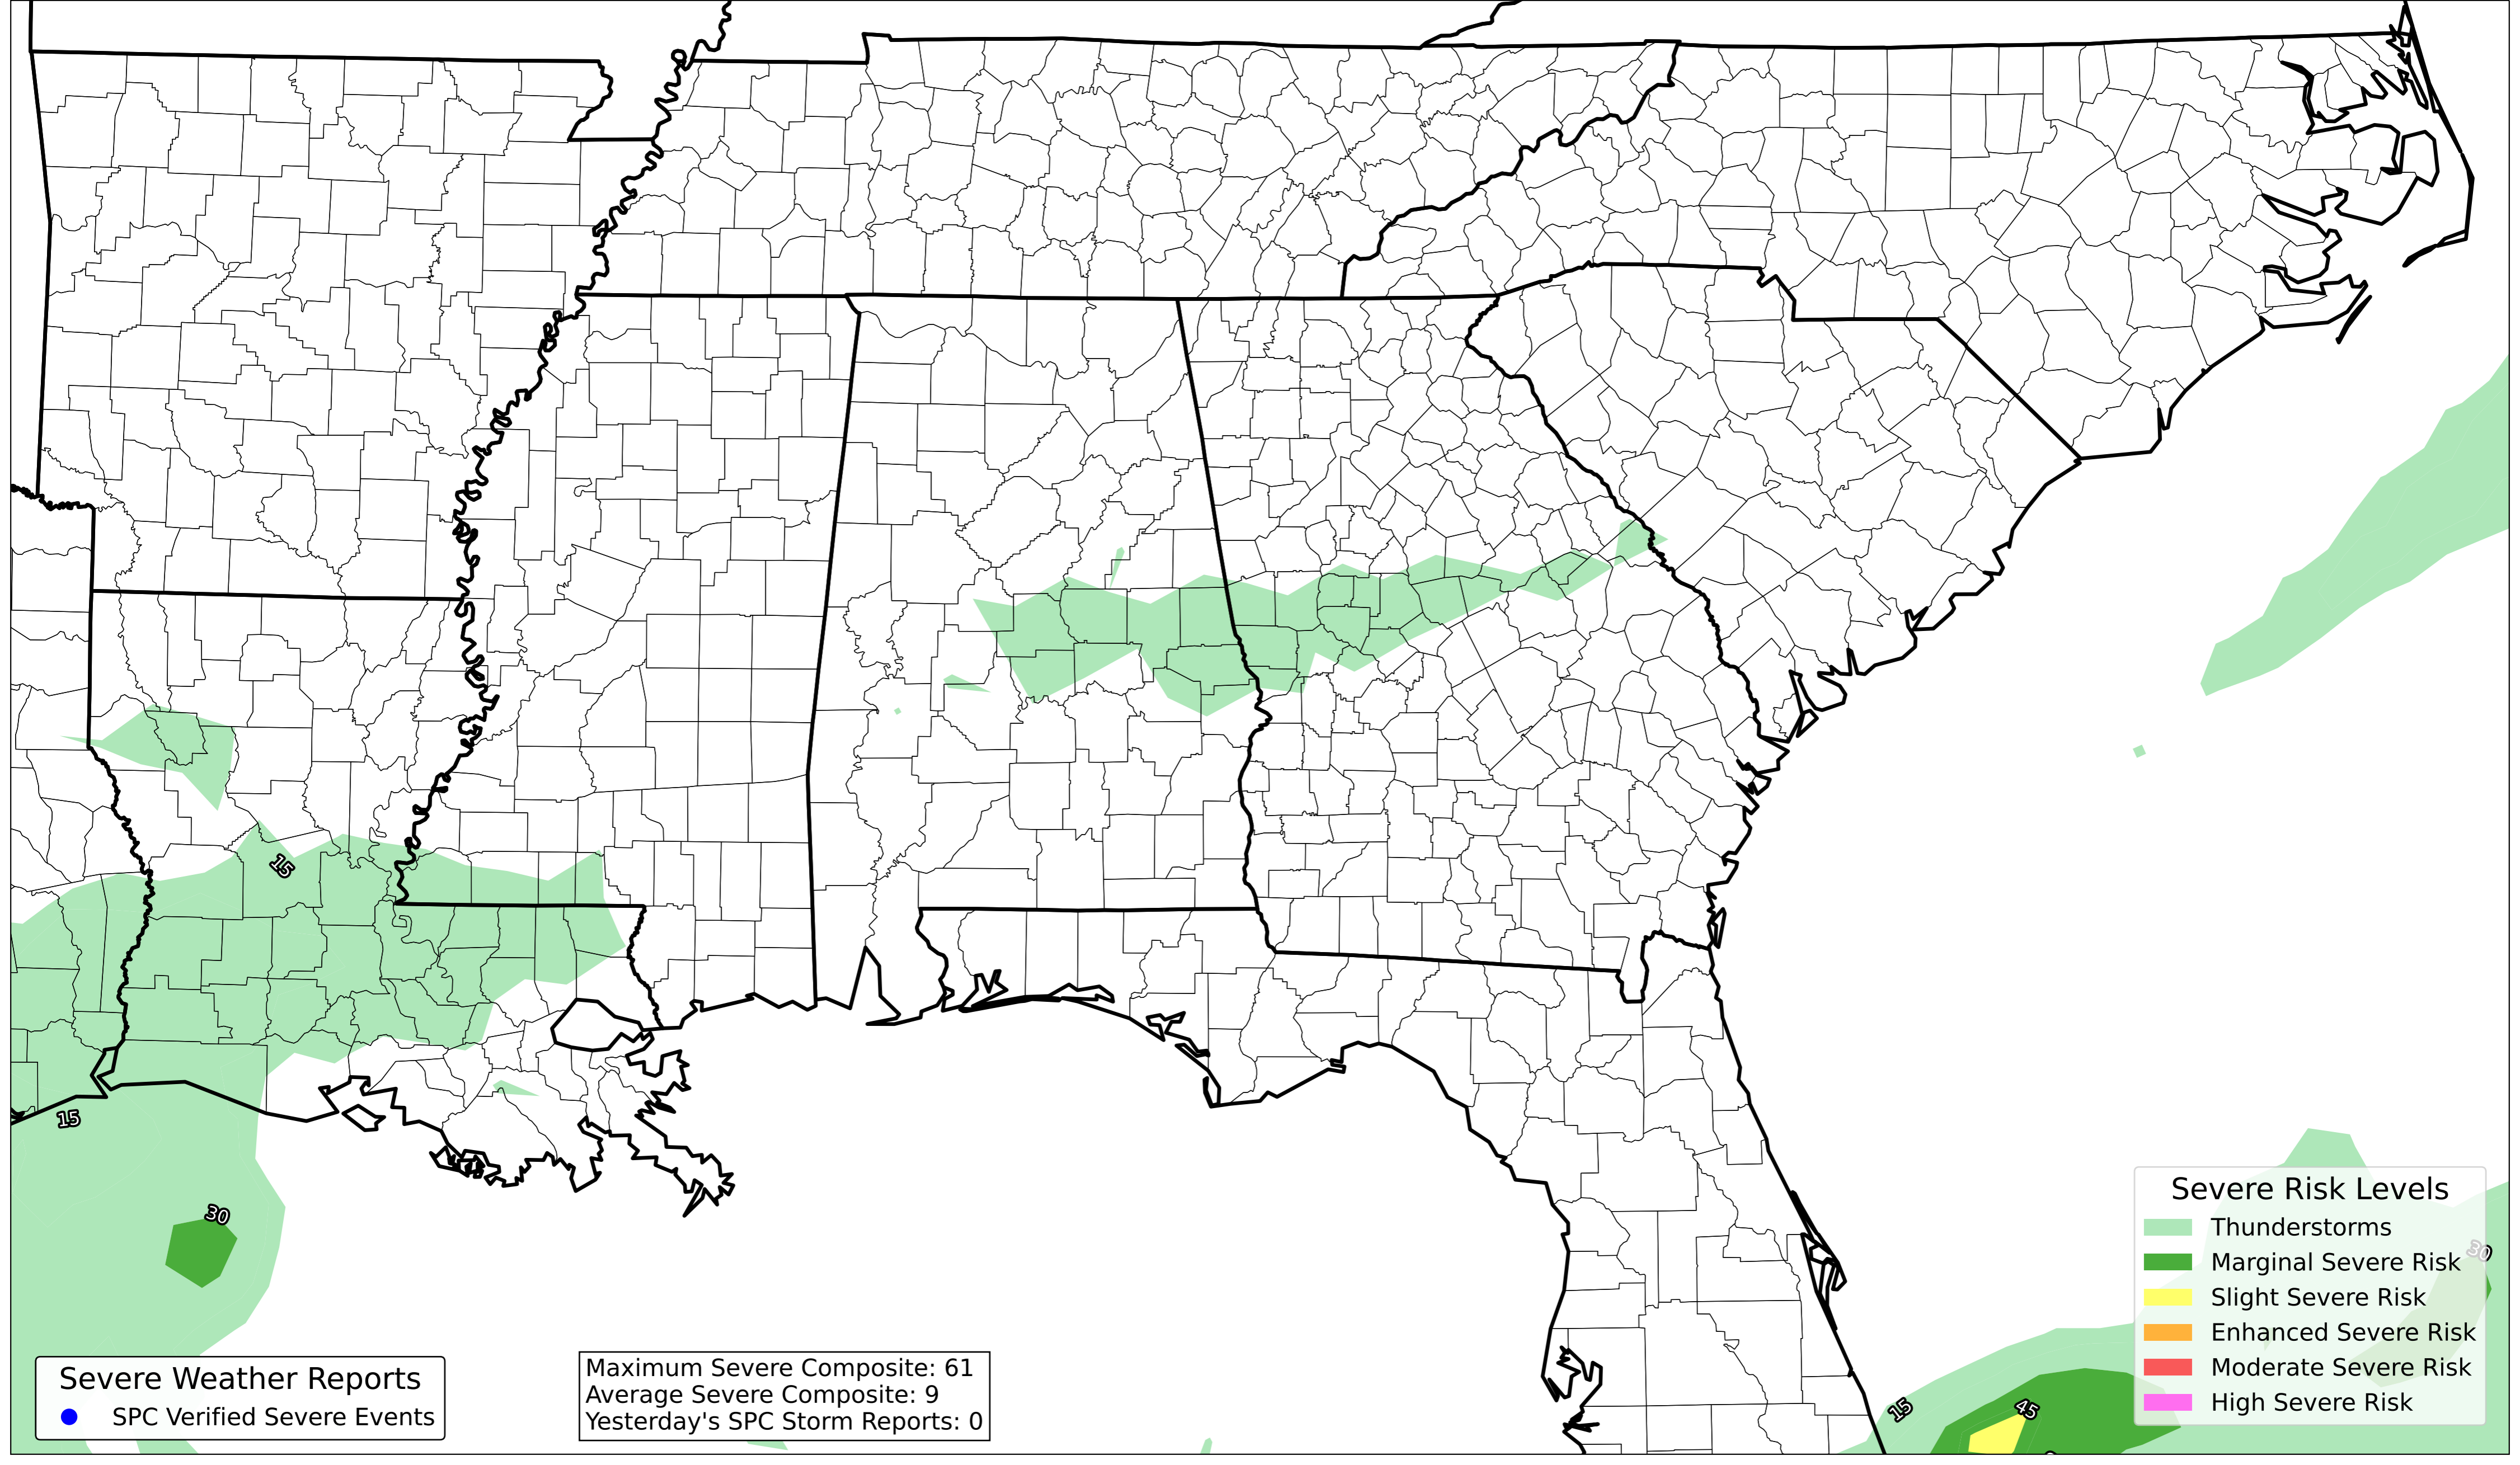 15
15
30
30
15
45
Severe Risk Levels
Thunderstorms
Marginal Severe Risk
Slight Severe Risk
Enhanced Severe Risk
Moderate Severe Risk
High Severe Risk
Severe Weather Reports
SPC Verified Severe Events
Maximum Severe Composite: 61
Average Severe Composite: 9
Yesterday's SPC Storm Reports: 0